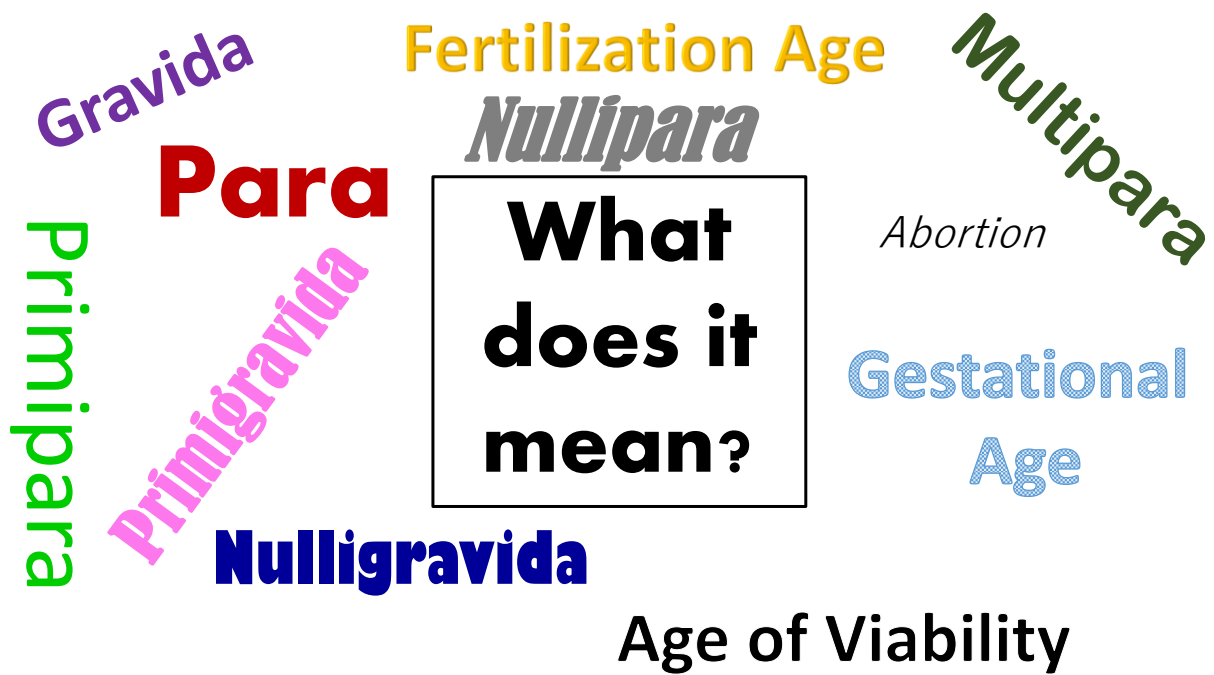 Gravida
Fertilization Age
Multipara
Nullipara
Para
What
does it
mean?
Abortion
Primipara
Primigravida
Gestational
Age
Nulligravida
Age of Viability